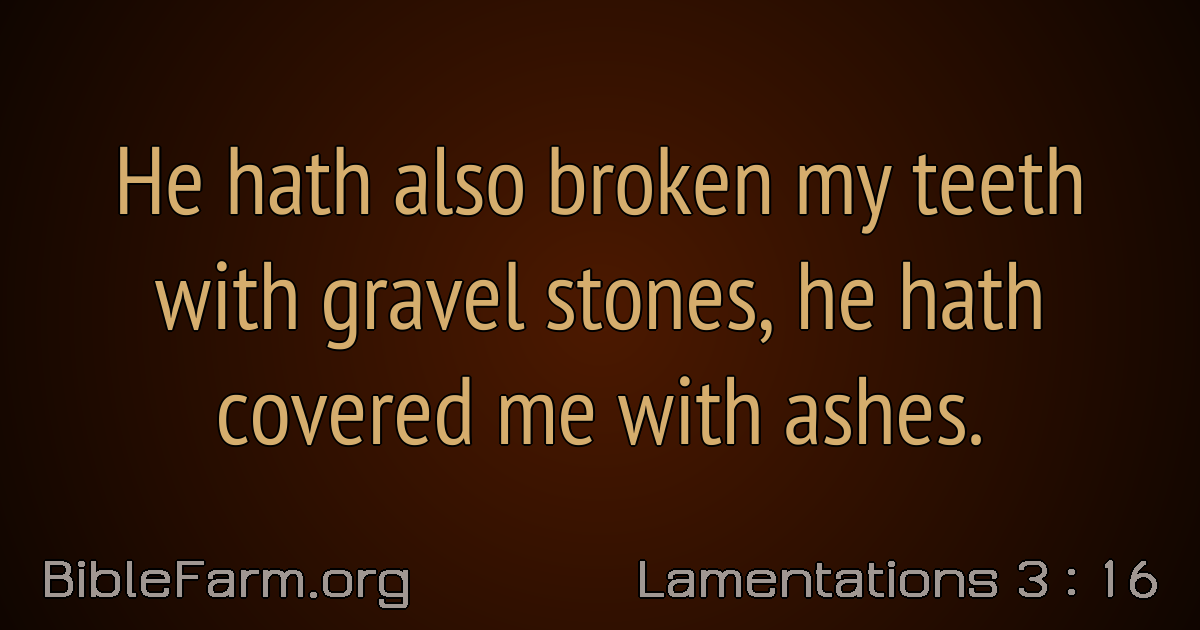 He hath also broken my teeth
with gravel stones, he hath
covered me with ashes.
BibleFarm.org
Lamentations 3 : 16